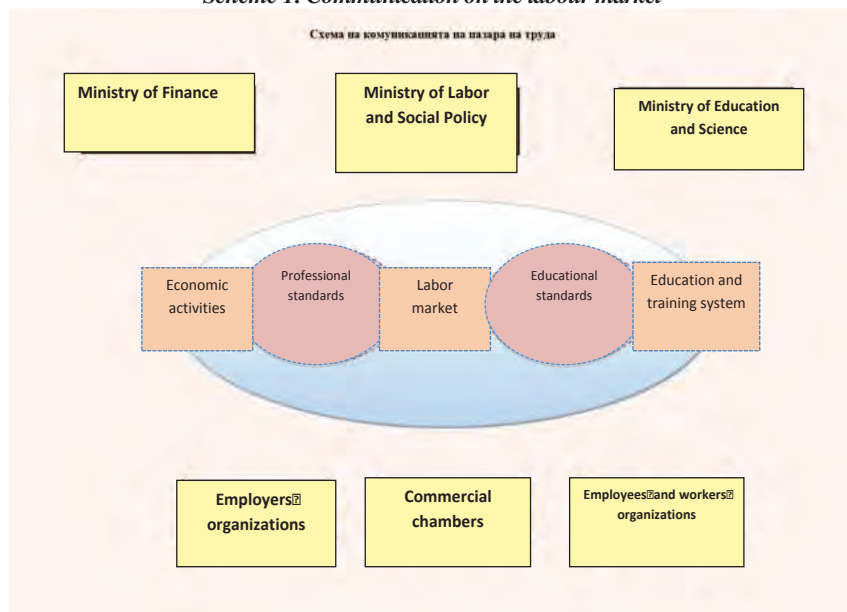 Scheme 1. Communication on the labour market
Схема на комуникацията на пазара на труда
Ministry of Finance
Ministry of Labor
and Social Policy
Ministry of Education
and Science
Economic
activities
Professional
standards
Labor
market
Educational
standards
Education and
training system
Employers⍰
organizations
Commercial
chambers
Employees⍰and workers⍰
organizations